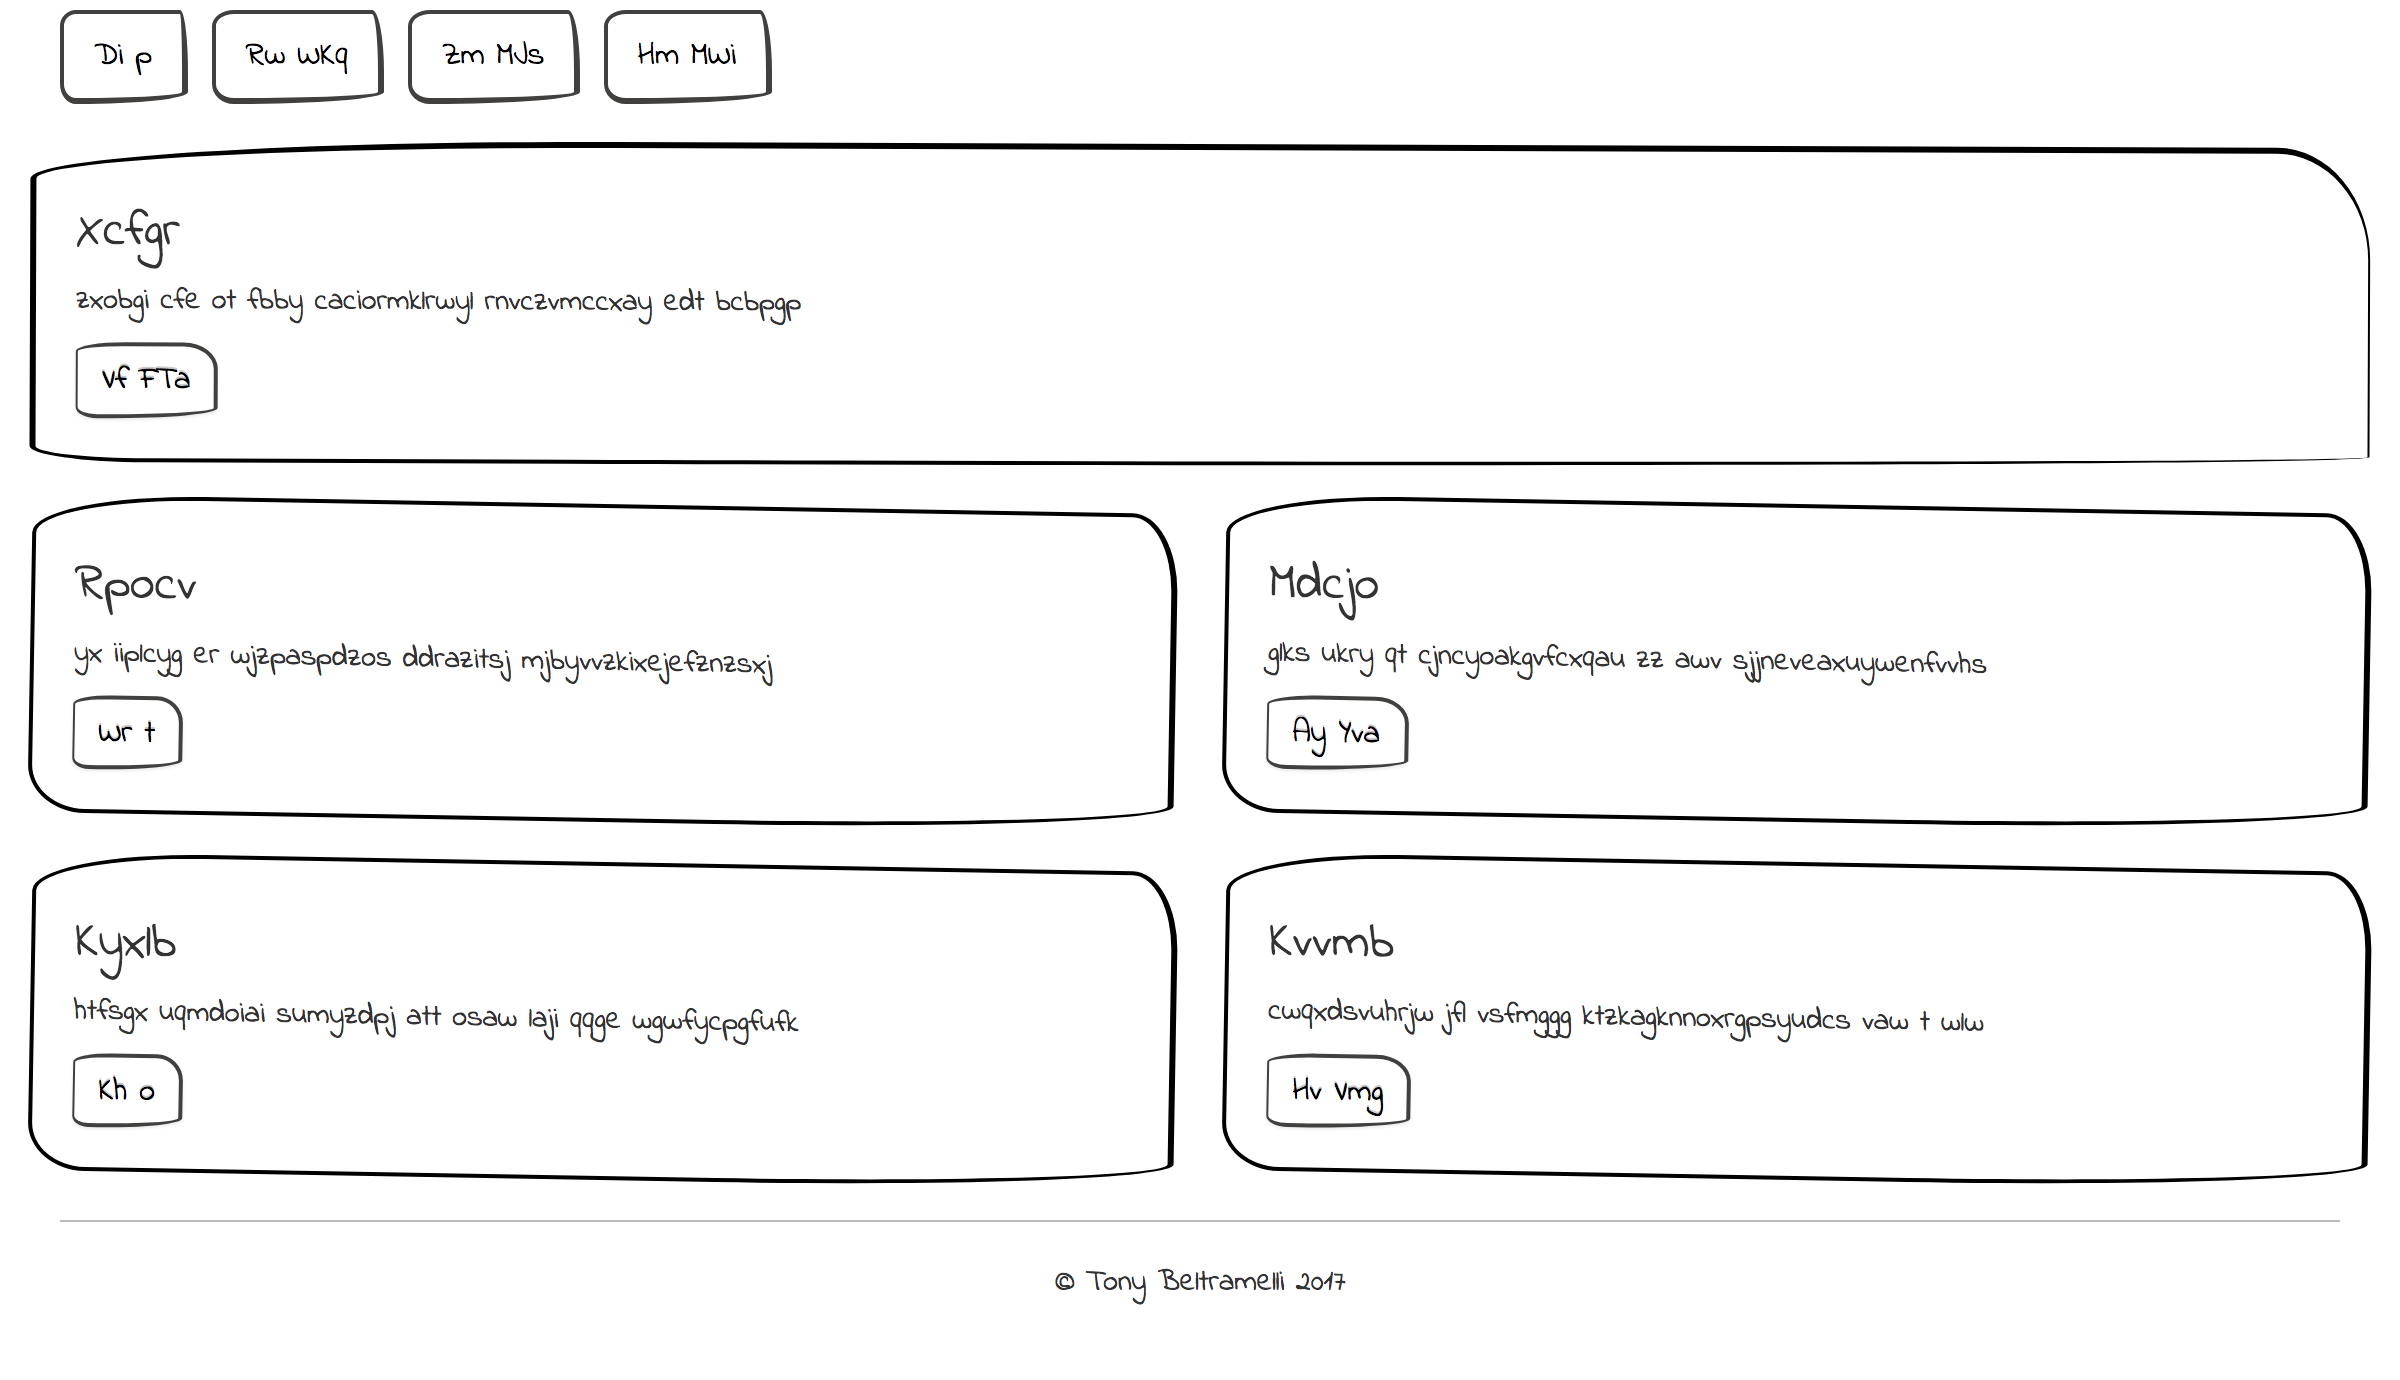 Di p
Rw WKq
Zm MJs
Hm Mwi
Xcfgr
zxobgi cfe ot fbby caciormklrwyl rnvczvmccxay edt bcbpgp
Vf FTa
Rpocv
yx iiplcyg er wjzpaspdzos ddrazitsj mjbyvvzkixejefznzsxj
Wr t
Mdcjo
glks ukry qt cjncyoakgvfcxqau zz awv sjjneveaxuywenfvvhs
Ay Yva
Kyxlb
htfsgx uqmdoiai sumyzdpj att osaw laji qqge wgwfycpgfufk
Kh o
Kvvmb
cwqxdsvuhrjw jfl vsfmggg ktzkagknnoxrgpsyudcs vaw t wlw
Hv Vmg
© Tony Beltramelli 2017